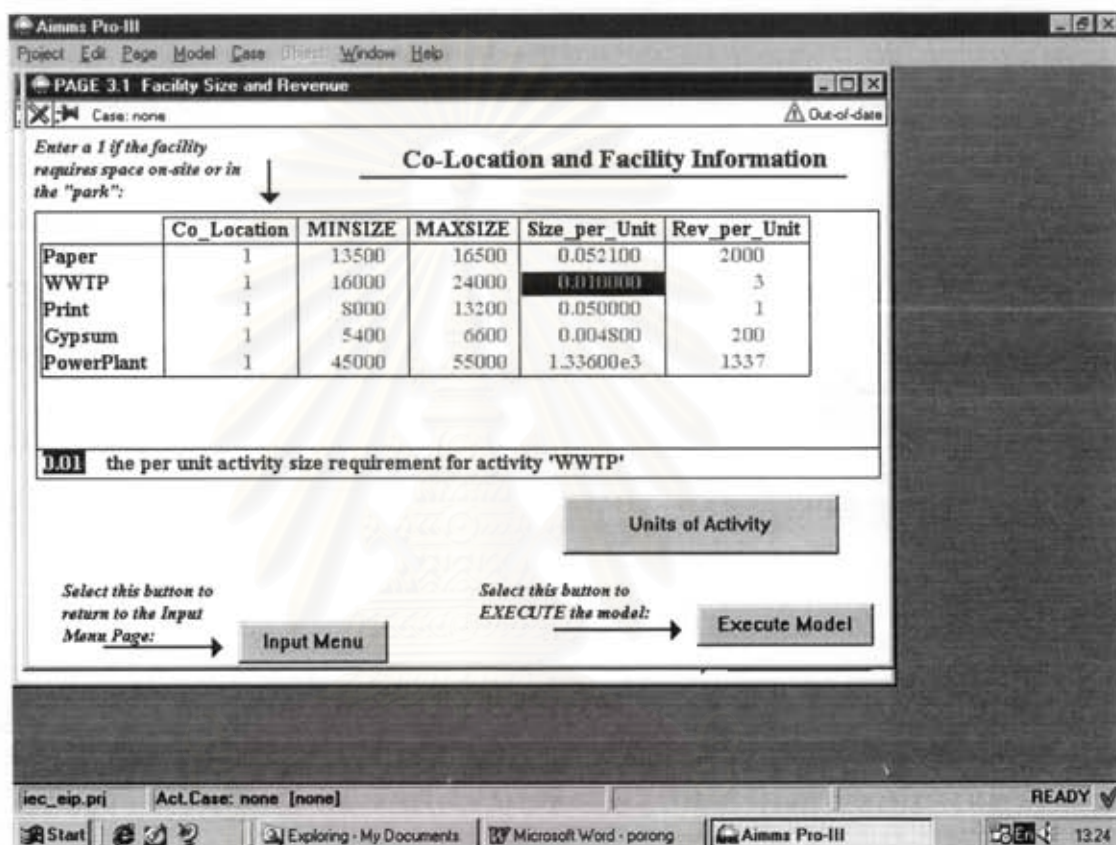 Aimms Pro-III
Project Edit Page Model Case Object Window Help
PAGE 3.1 Facility Size and Revenue
Case: none
Out-of-date
Enter a 1 if the facility
requires space on-site or in
the "park":
Co-Location and Facility Information
Co_Location MINSIZE MAXSIZE Size_per_Unit Rev_per_Unit
Paper 1 13500 16500 0.052100 2000
WWTP 1 16000 24000 0.010000 3
Print 1 8000 13200 0.050000 1
Gypsum 1 5400 6600 0.004800 200
PowerPlant 1 45000 55000 1.33600e3 1337
0.01 the per unit activity size requirement for activity 'WWTP'
Units of Activity
Select this button to
return to the Input
Menu Page:
Input Menu
Select this button to
EXECUTE the model:
Execute Model
iec_eip.prj Act.Case: none [none] READY
Start Exploring - My Documents Microsoft Word - porong Aimms Pro-III En 13:24